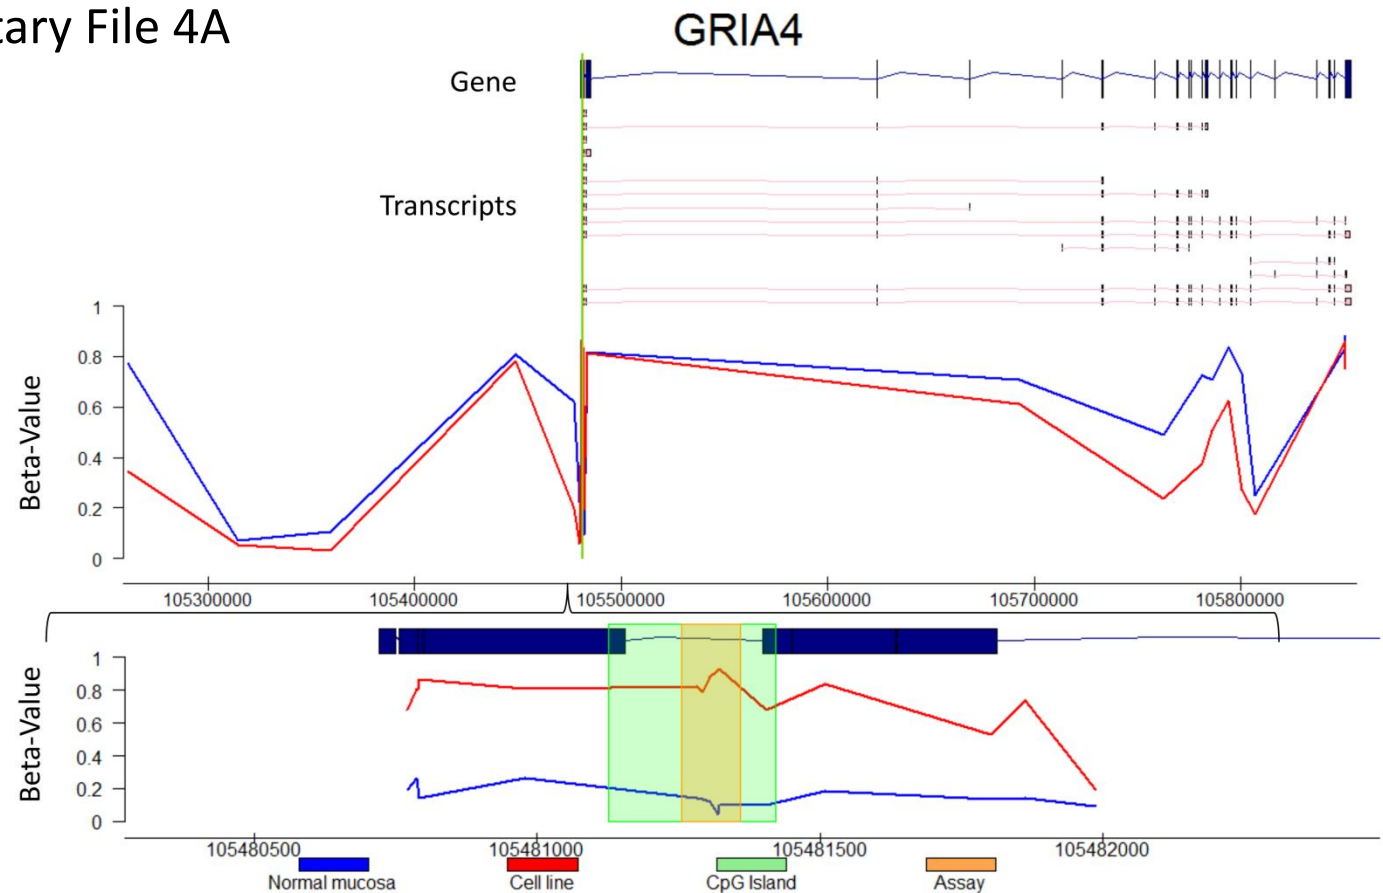 tary File 4A
GRIA4
Gene
Transcripts
Beta-Value
1
0.8
0.6
0.4
0.2
0
105300000 105400000 105500000 105600000 105700000 105800000
Beta-Value
1
0.8
0.6
0.4
0.2
0
105480500 105481000 105481500 105482000
Normal mucosa Cell line CpG Island Assay